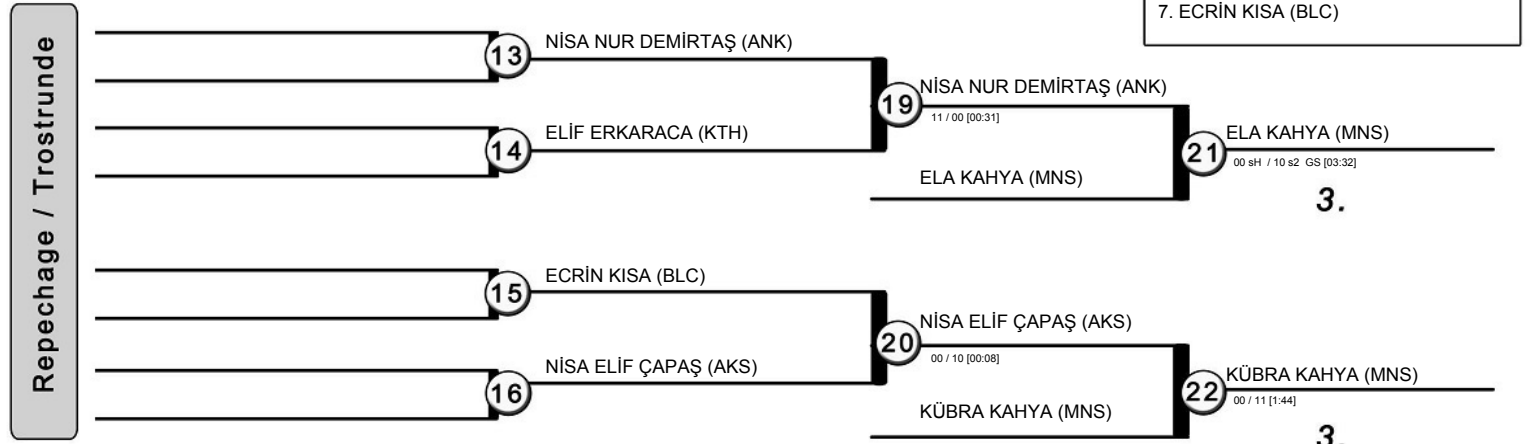 7. ECRİN KISA (BLC)
Repechage / Trostrunde
13
NİSA NUR DEMİRTAŞ (ANK)
14
ELİF ERKARACA (KTH)
19
NİSA NUR DEMİRTAŞ (ANK)
11 / 00 [00:31]
ELA KAHYA (MNS)
21
ELA KAHYA (MNS)
00 sH / 10 s2 GS [03:32]
3.
15
ECRİN KISA (BLC)
16
NİSA ELİF ÇAPAŞ (AKS)
20
NİSA ELİF ÇAPAŞ (AKS)
00 / 10 [00:08]
KÜBRA KAHYA (MNS)
22
KÜBRA KAHYA (MNS)
00 / 11 [1:44]
3.